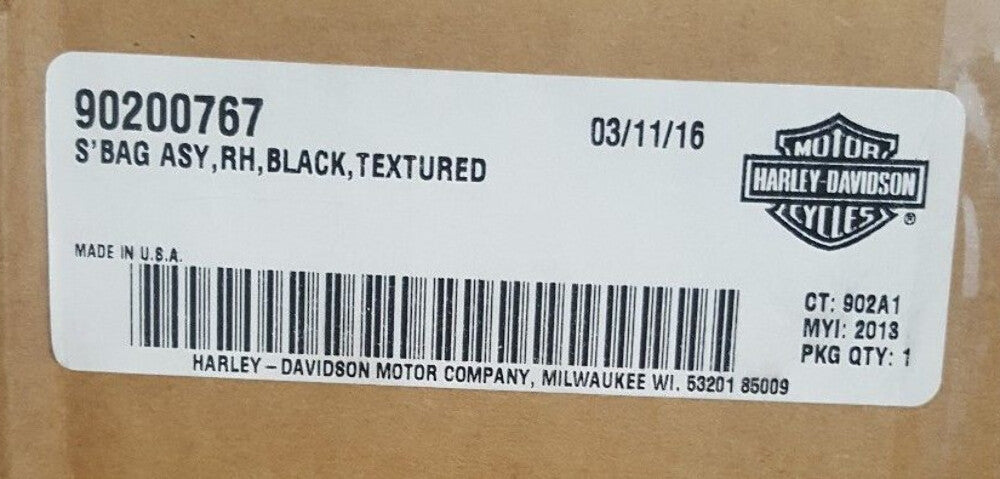 90200767
03/11/16
S'BAG ASY,RH,BLACK,TEXTURED
MOTOR
HARLEY-DAVIDSON
CYCLES
®
MADE IN U.S.A.
CT: 902A1
MYI: 2013
PKG QTY: 1
HARLEY-DAVIDSON MOTOR COMPANY, MILWAUKEE WI. 53201 85009